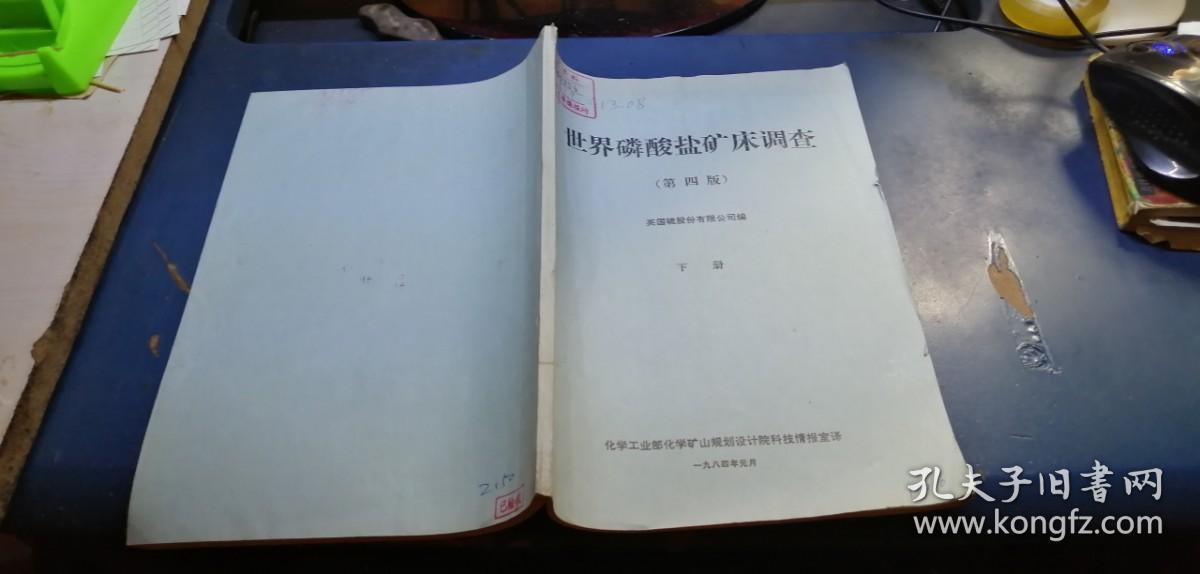 13.08
世界磷酸盐矿床调查
（第四版）
英国硫股份有限公司编
下册
化学工业部化学矿山规划设计院科技情报室译
一九八四年元月
2.50
孔夫子旧书网
www.kongfz.com